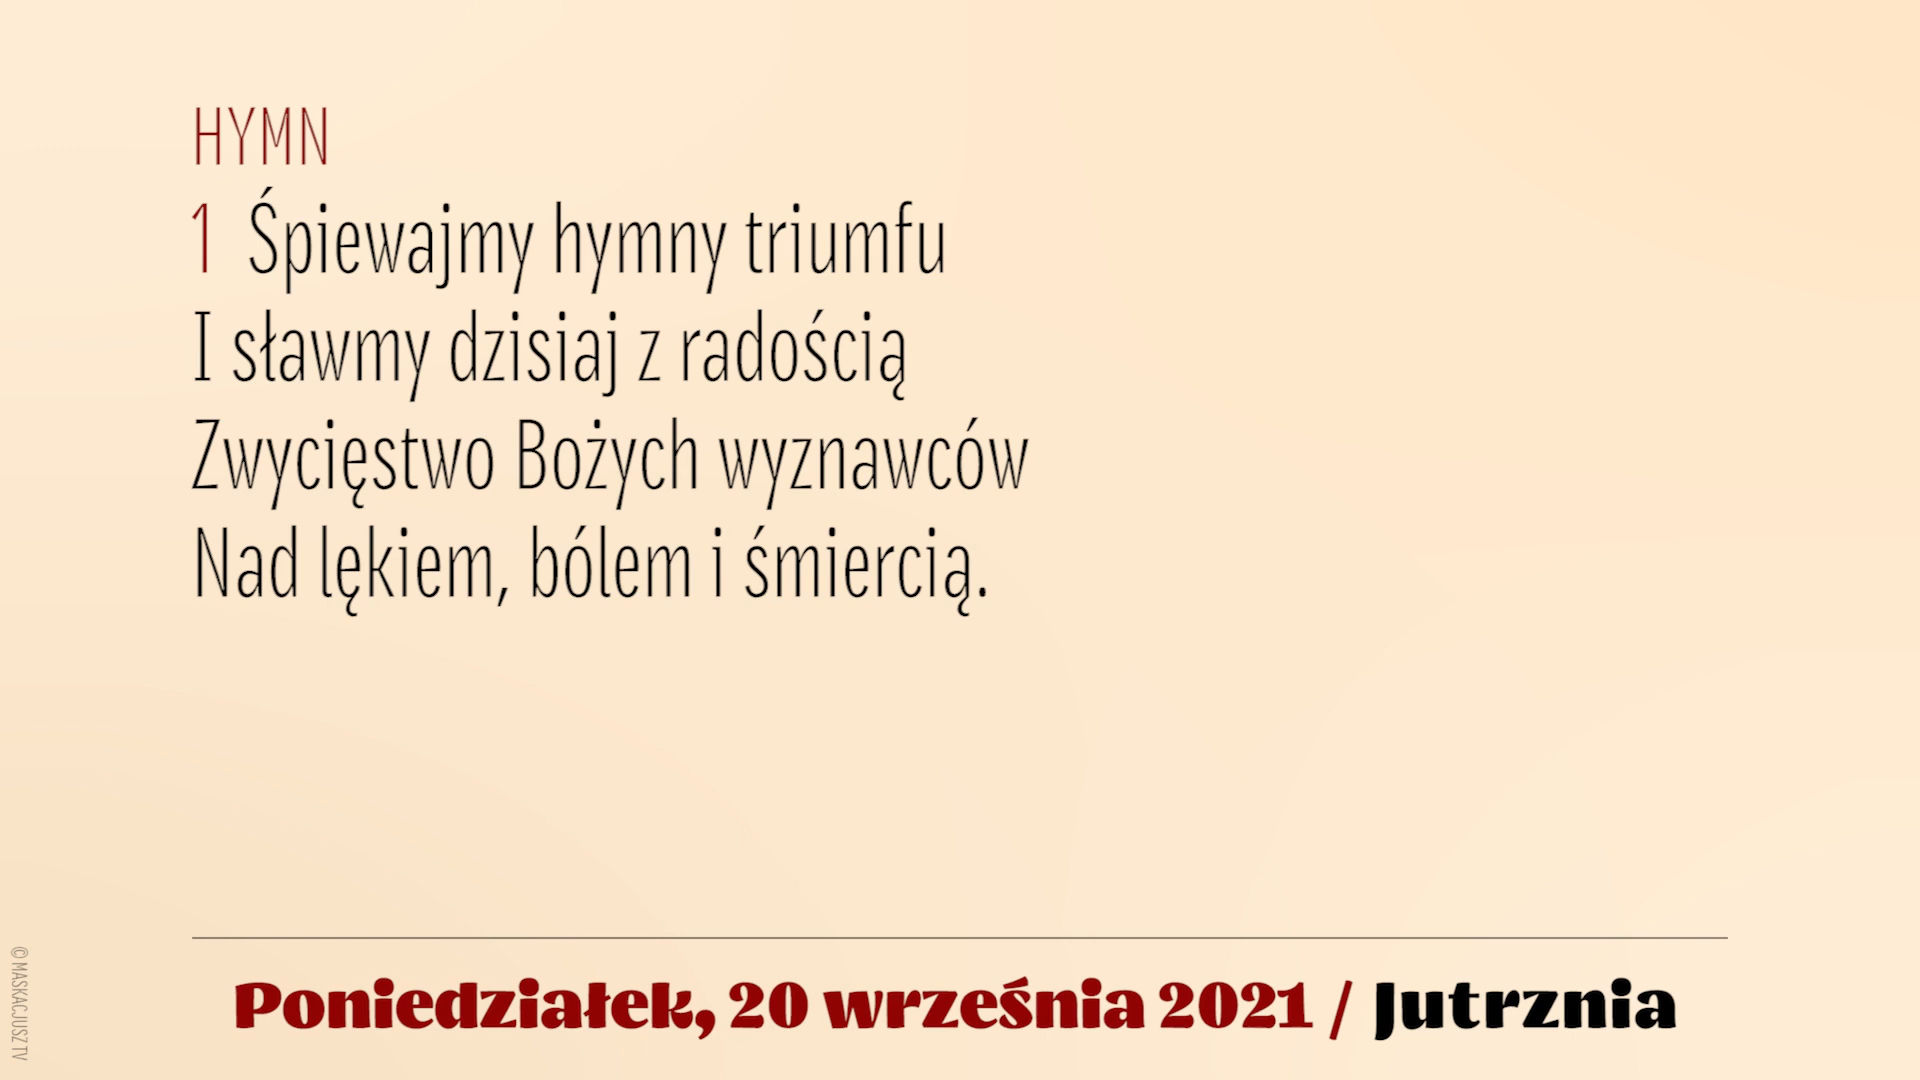 HYMN
1 Śpiewajmy hymny triumfu
I sławmy dzisiaj z radością
Zwycięstwo Bożych wyznawców
Nad lękiem, bólem i śmiercią.
Poniedziałek, 20 września 2021 / Jutrznia
© MASKACJUSZ TV